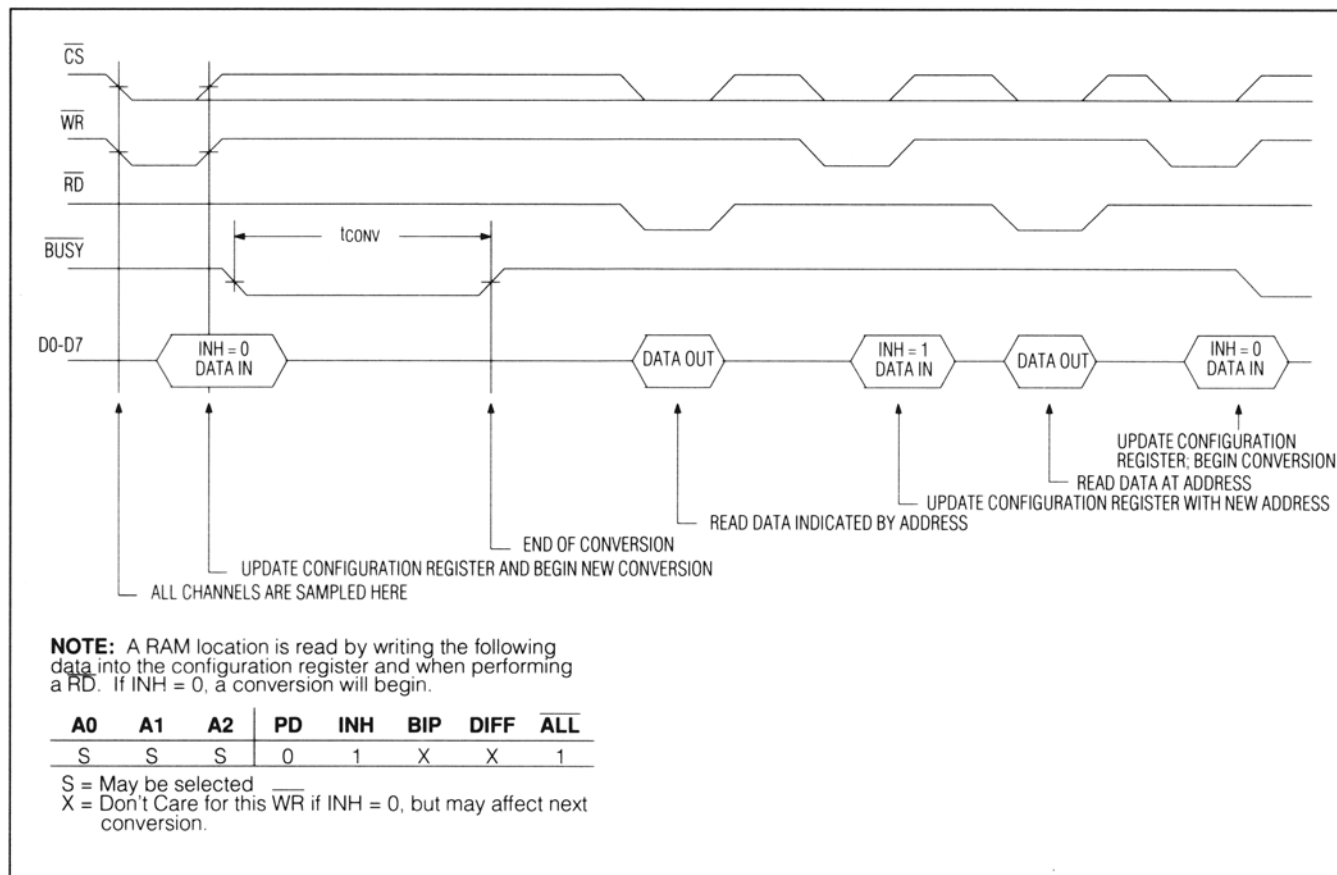 CS
WR
RD
tCONV
BUSY
D0-D7
INH = 0
DATA IN
DATA OUT
INH = 1
DATA IN
DATA OUT
INH = 0
DATA IN
UPDATE CONFIGURATION
REGISTER; BEGIN CONVERSION
READ DATA AT ADDRESS
UPDATE CONFIGURATION REGISTER WITH NEW ADDRESS
READ DATA INDICATED BY ADDRESS
END OF CONVERSION
UPDATE CONFIGURATION REGISTER AND BEGIN NEW CONVERSION
ALL CHANNELS ARE SAMPLED HERE
NOTE: A RAM location is read by writing the following
data into the configuration register and when performing
a RD. If INH = 0, a conversion will begin.
A0 A1 A2 PD INH BIP DIFF ALL
S S S 0 1 X X 1
S = May be selected
X = Don't Care for this WR if INH = 0, but may affect next
conversion.